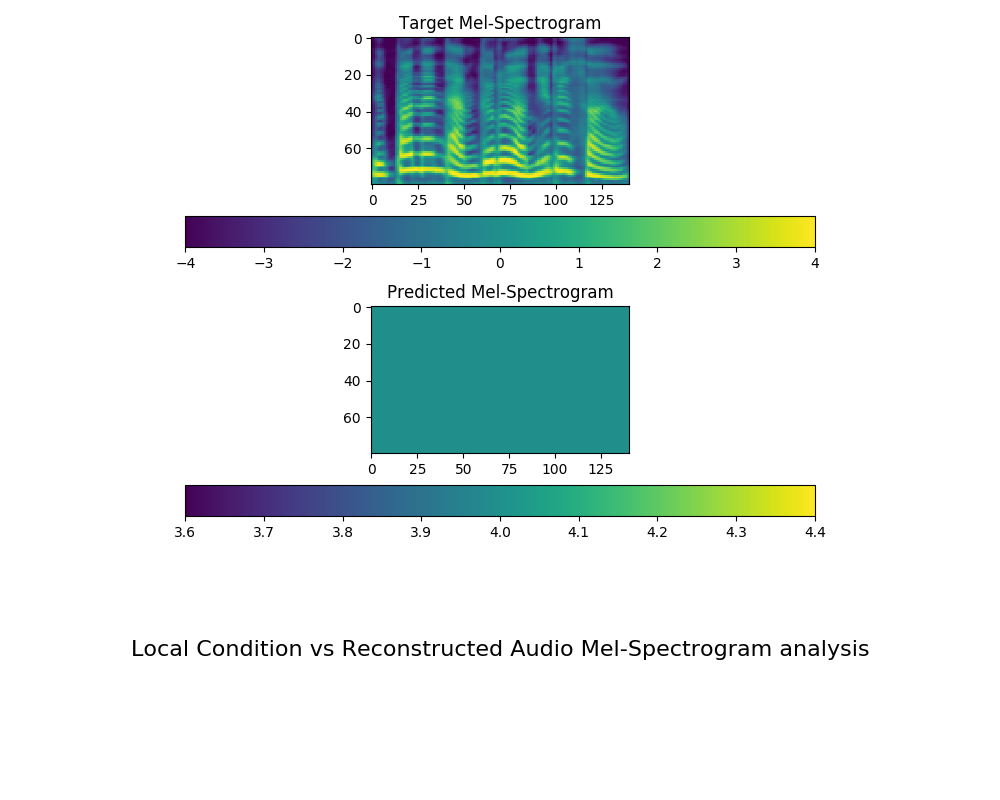 Target Mel-Spectrogram
0
20
40
60
0 25 50 75 100 125
−4 −3 −2 −1 0 1 2 3 4
Predicted Mel-Spectrogram
0
20
40
60
0 25 50 75 100 125
3.6 3.7 3.8 3.9 4.0 4.1 4.2 4.3 4.4
Local Condition vs Reconstructed Audio Mel-Spectrogram analysis